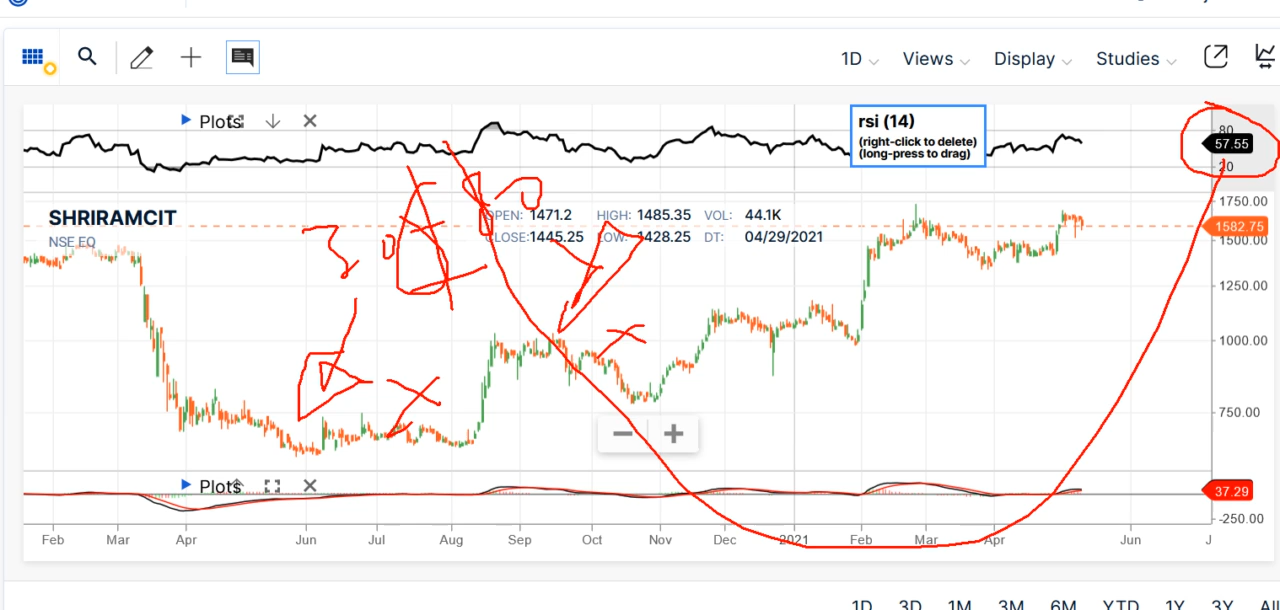 1D Views Display Studies
Plots
rsi (14)
(right-click to delete)
(long-press to drag)
80
57.55
20
SHRIRAMCIT
NSE EQ
OPEN: 1471.2 HIGH: 1485.35 VOL: 44.1K
CLOSE: 1445.25 LOW: 1428.25 DT: 04/29/2021
1750.00
1582.75
1500.00
1250.00
1000.00
750.00
Plots
37.29
-250.00
Feb Mar Apr Jun Jul Aug Sep Oct Nov Dec 2021 Feb Mar Apr Jun J
1D 3D 1M 3M 6M YTD 1Y 3Y All